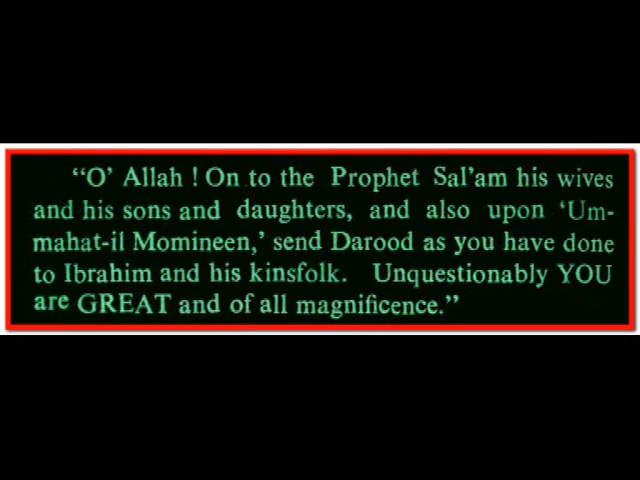 “O’ Allah ! On to the Prophet Sal’am his wives
and his sons and daughters, and also upon ‘Um-
mahat-il Momineen,’ send Darood as you have done
to Ibrahim and his kinsfolk. Unquestionably YOU
are GREAT and of all magnificence.”